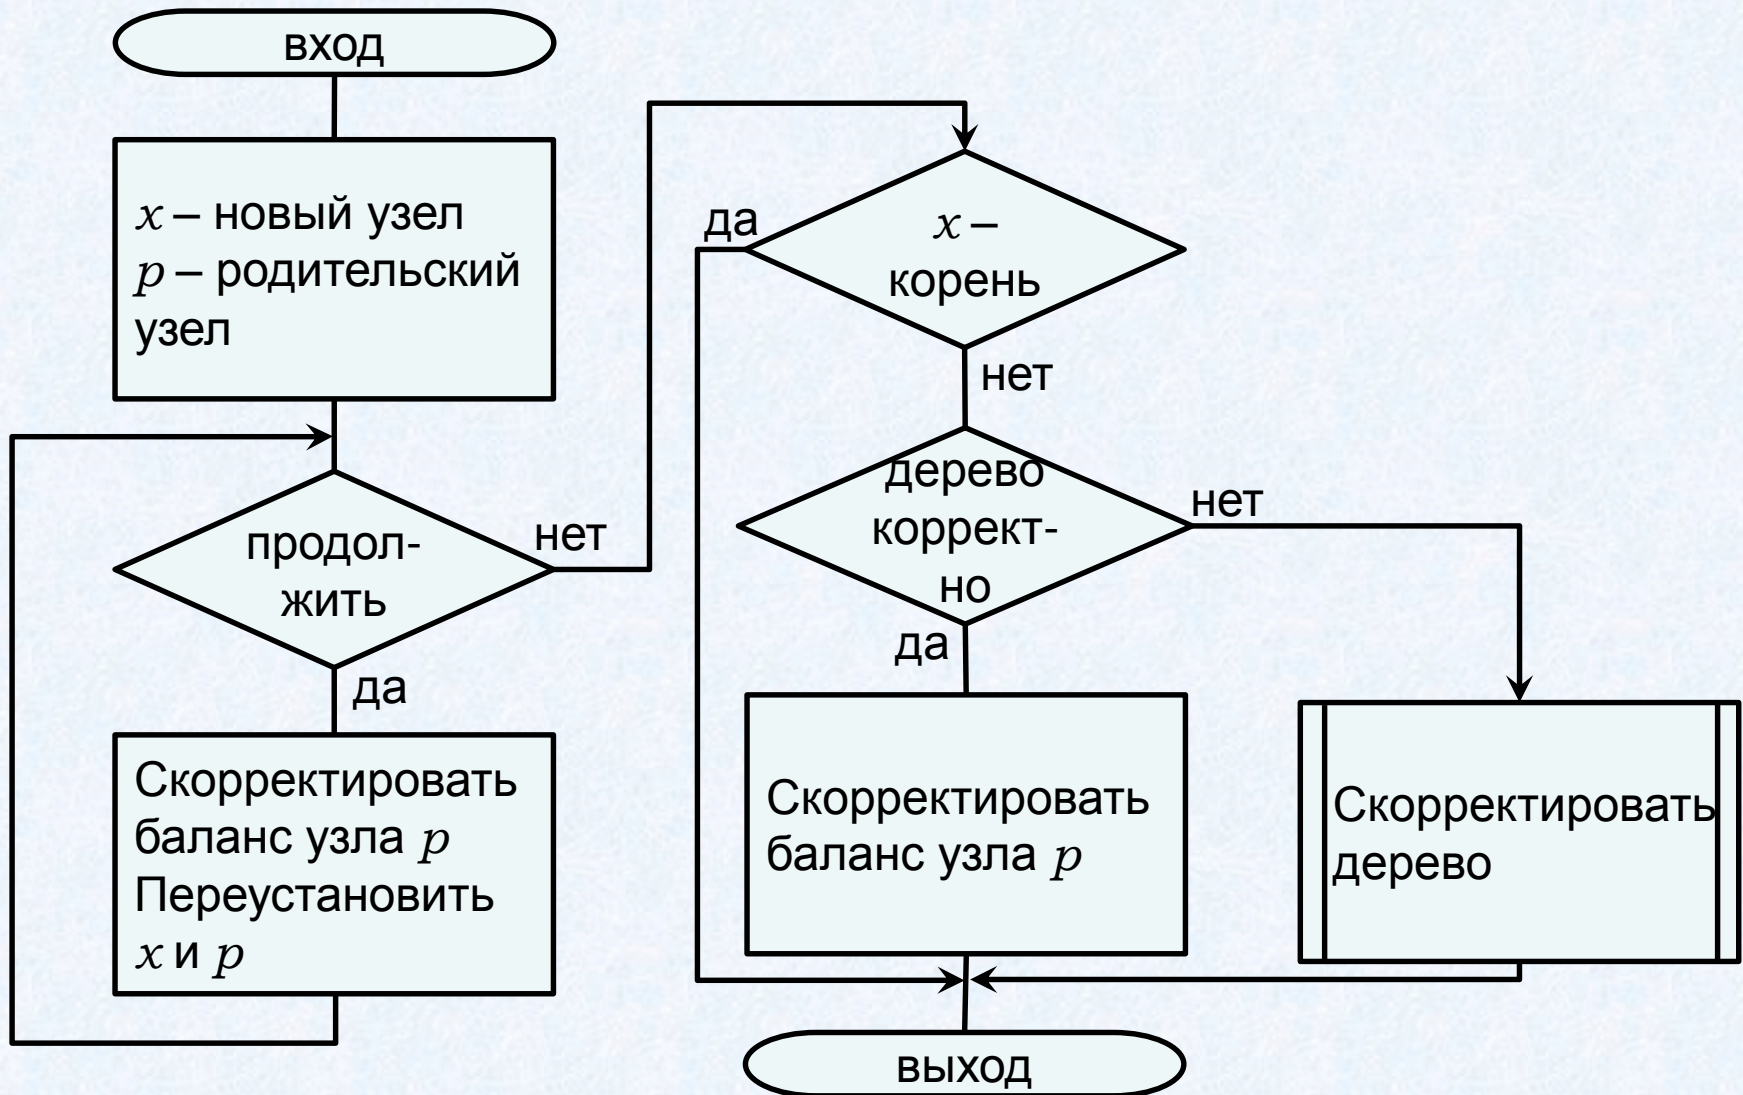 вход
x – новый узел
p – родительский
узел
продол-
жить
нет
да
Скорректировать
баланс узла p
Переустановить
x и p
x –
корень
да
нет
дерево
коррект-
но
нет
да
Скорректировать
баланс узла p
Скорректировать
дерево
выход